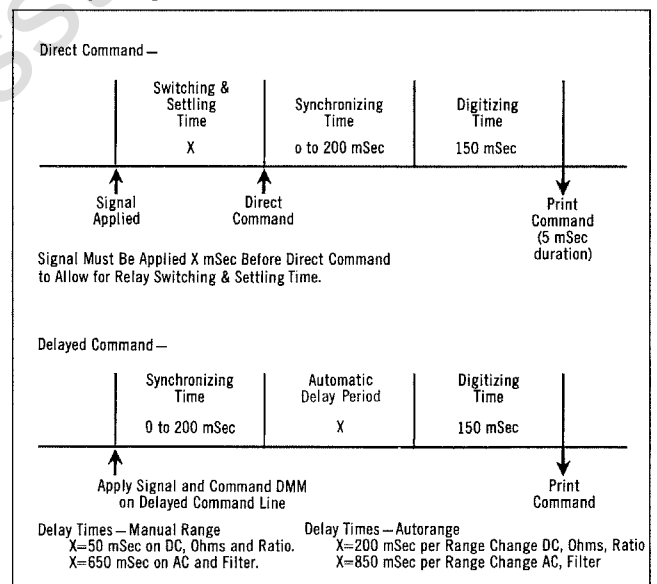 Direct Command—
Switching &
Settling
Time
X
Synchronizing
Time
o to 200 mSec
Digitizing
Time
150 mSec
Signal
Applied
Direct
Command
Print
Command
(5 mSec
duration)
Signal Must Be Applied X mSec Before Direct Command
to Allow for Relay Switching & Settling Time.
Delayed Command—
Synchronizing
Time
0 to 200 mSec
Automatic
Delay Period
X
Digitizing
Time
150 mSec
Apply Signal and Command DMM
on Delayed Command Line
Print
Command
Delay Times—Manual Range
X=50 mSec on DC, Ohms and Ratio.
X=650 mSec on AC and Filter.
Delay Times—Autorange
X=200 mSec per Range Change DC, Ohms, Ratio
X=850 mSec per Range Change AC, Filter